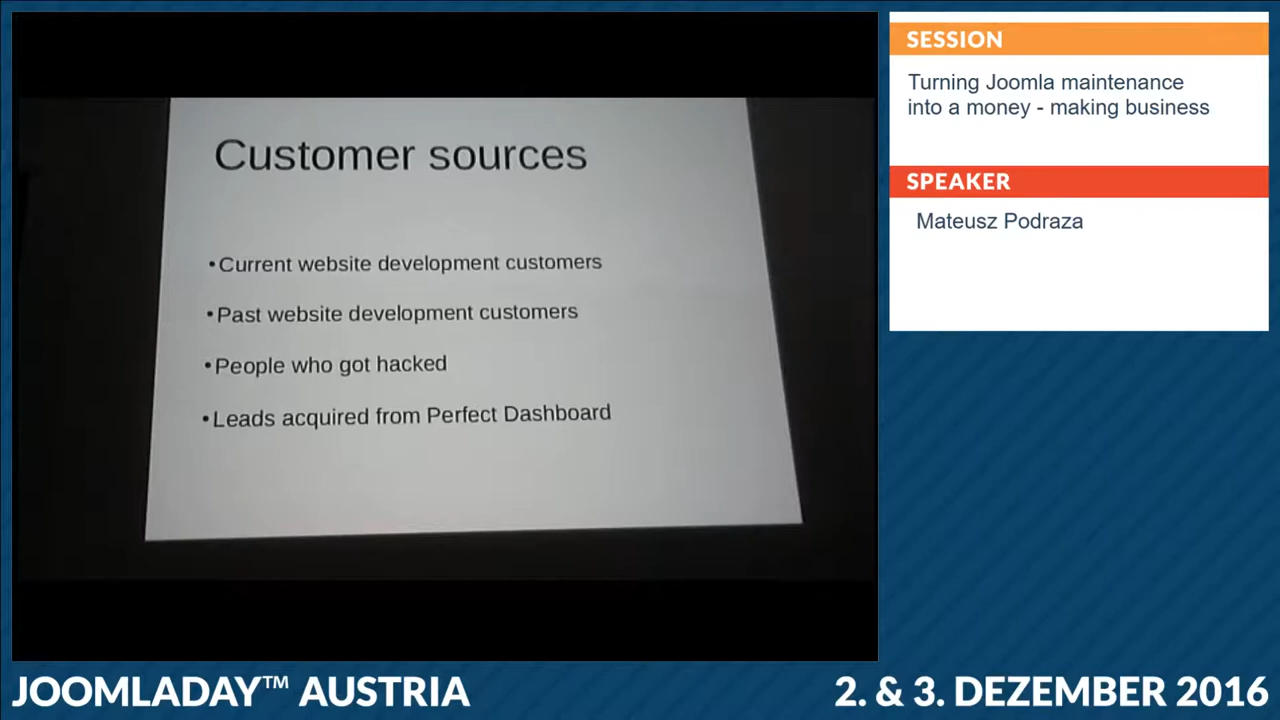 Customer sources
•Current website development customers
•Past website development customers
•People who got hacked
•Leads acquired from Perfect Dashboard
SESSION
Turning Joomla maintenance
into a money - making business
SPEAKER
Mateusz Podraza
JOOMLADAY™ AUSTRIA
2. & 3. DEZEMBER 2016